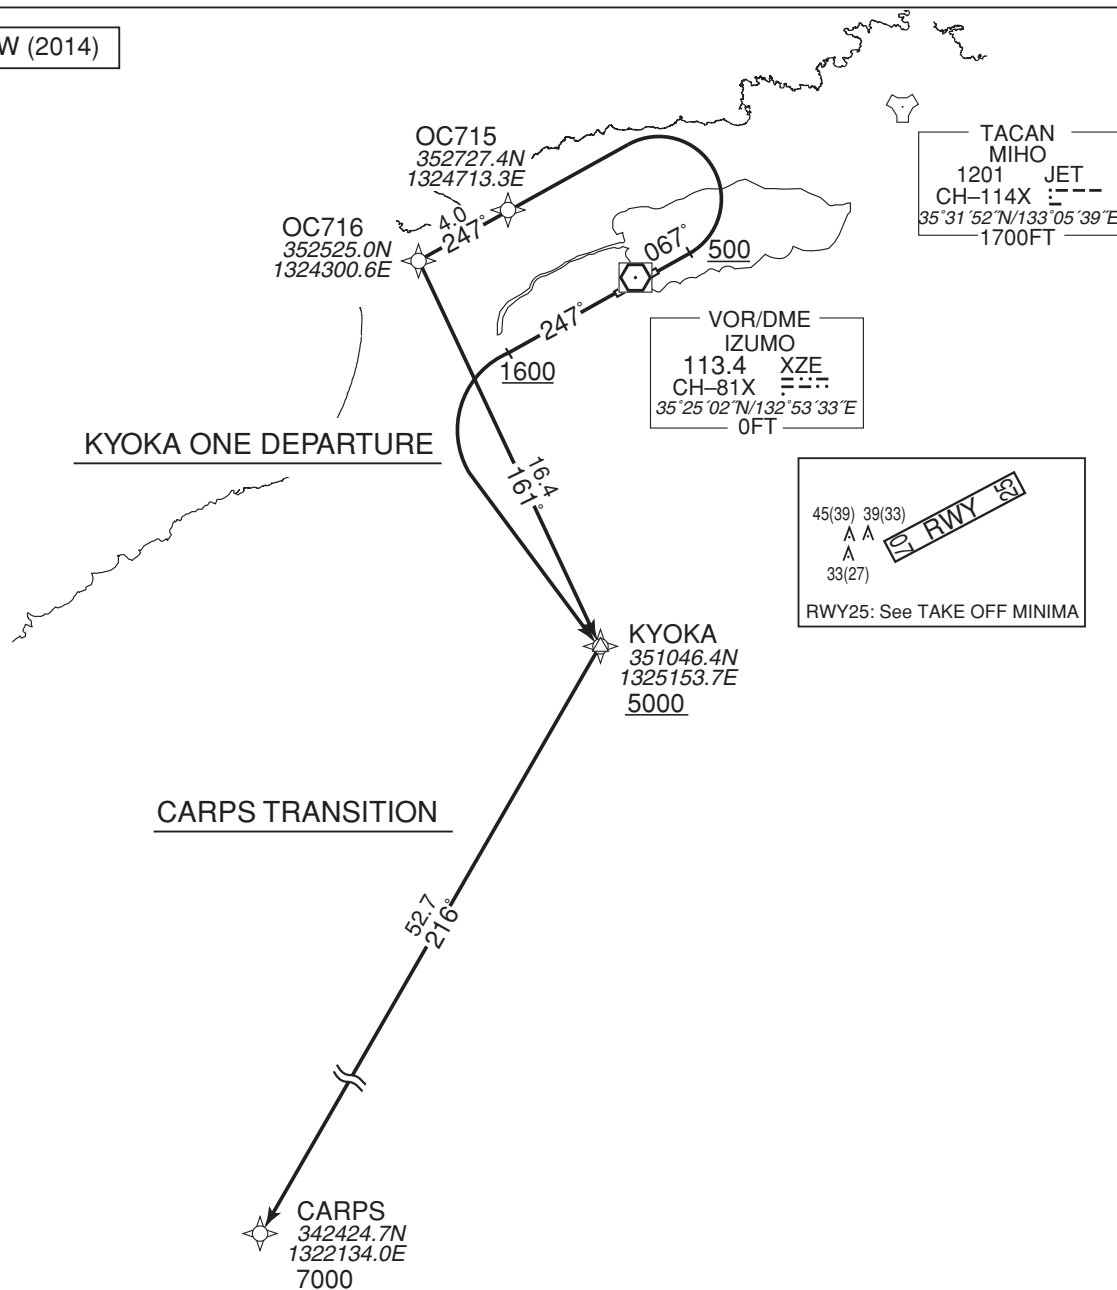 W (2014)
OC715
352727.4N
1324713.3E
4.0
247°
OC716
352525.0N
1324300.6E
TACAN
MIHO
1201 JET
CH–114X
35°31´52˝N/133°05´39˝E
1700FT
067°
500
247°
1600
VOR/DME
IZUMO
113.4 XZE
CH–81X
35°25´02˝N/132°53´33˝E
0FT
KYOKA ONE DEPARTURE
16.4
161°
45(39) 39(33)
33(27)
07 RWY 25
RWY25: See TAKE OFF MINIMA
KYOKA
351046.4N
1325153.7E
5000
CARPS TRANSITION
52.7
216°
CARPS
342424.7N
1322134.0E
7000